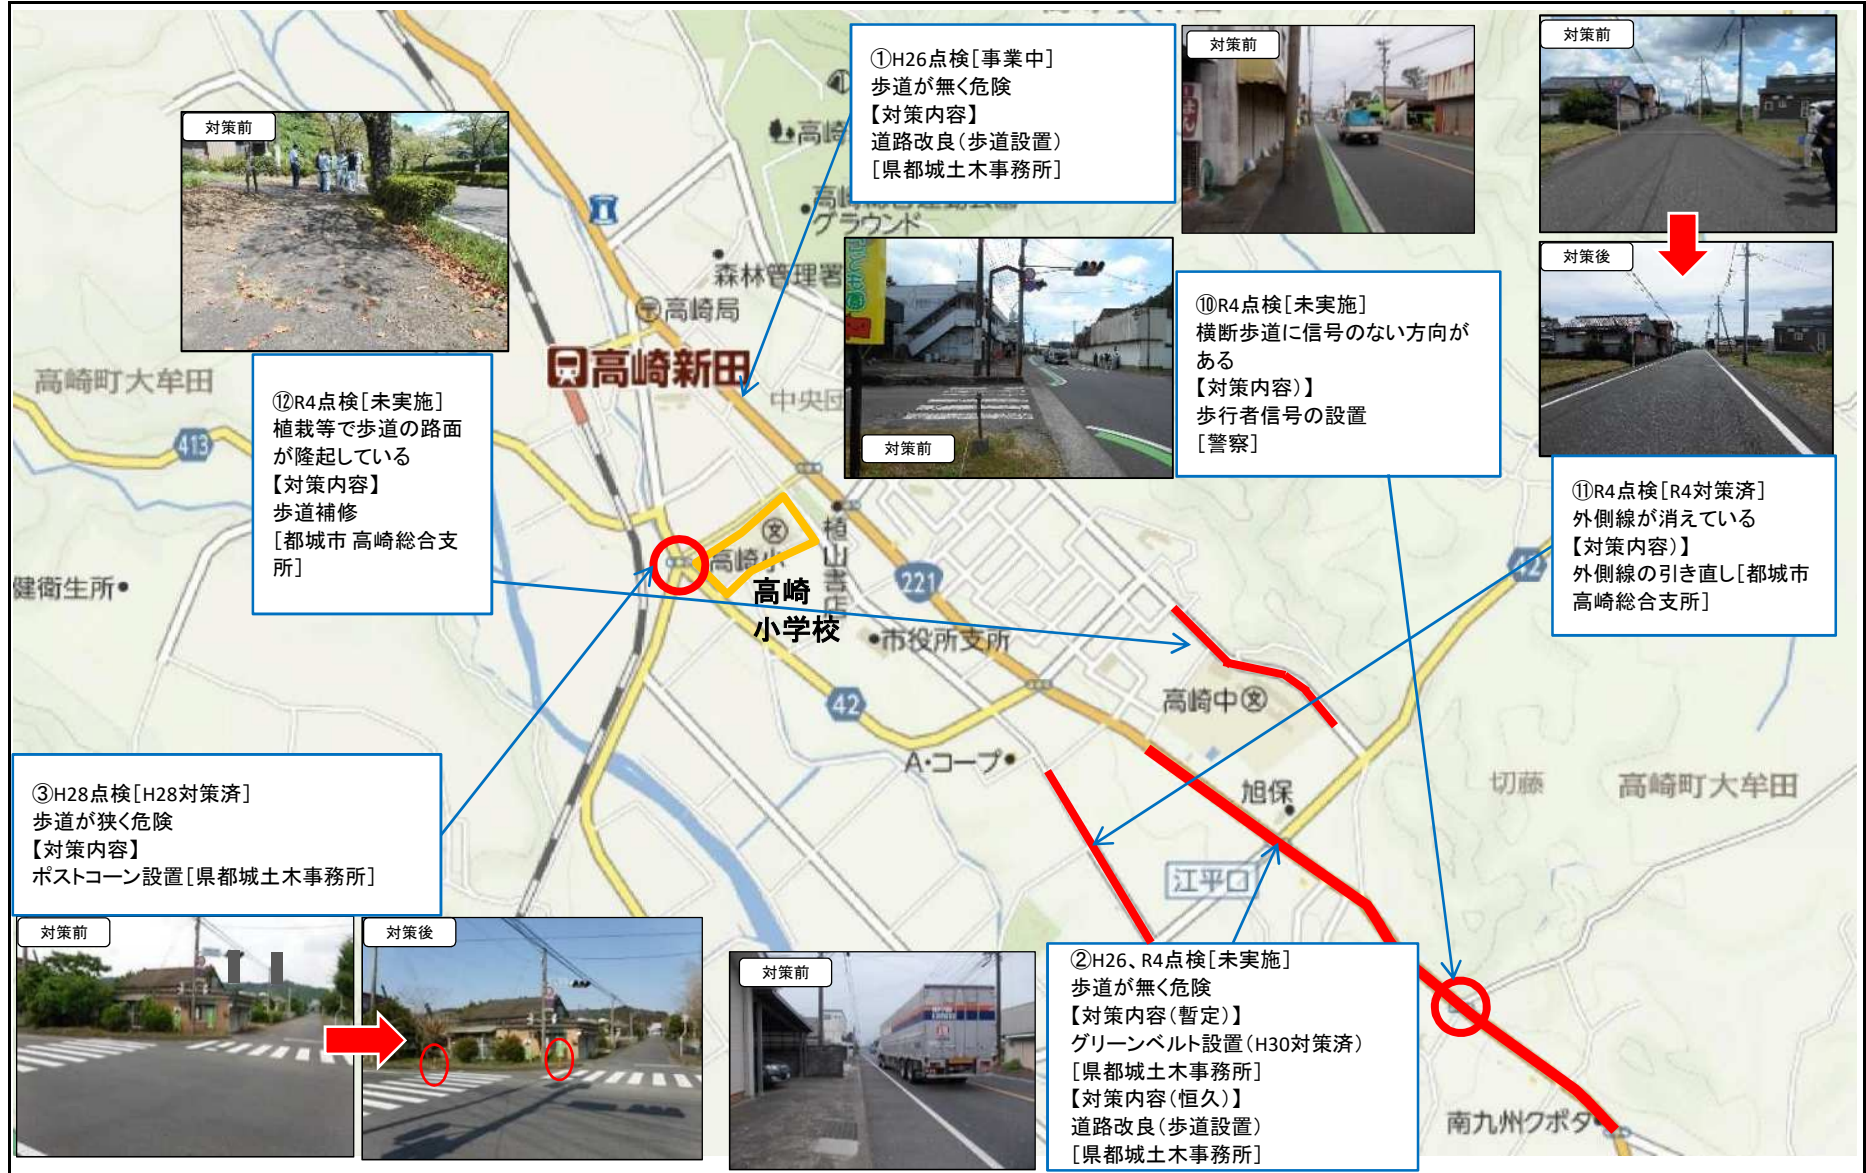 ①H26点検[事業中]
歩道が無く危険
【対策内容】
道路改良(歩道設置)
[県都城土木事務所]
対策前
対策前
対策後
対策前
対策前
⑩R4点検[未実施]
横断歩道に信号のない方向が
ある
【対策内容)】
歩行者信号の設置
[警察]
⑪R4点検[R4対策済]
外側線が消えている
【対策内容)】
外側線の引き直し[都城市
高崎総合支所]
⑫R4点検[未実施]
植栽等で歩道の路面
が隆起している
【対策内容】
歩道補修
[都城市 高崎総合支
所]
③H28点検[H28対策済]
歩道が狭く危険
【対策内容】
ポストコーン設置[県都城土木事務所]
対策前
対策後
対策前
②H26、R4点検[未実施]
歩道が無く危険
【対策内容(暫定)】
グリーンベルト設置(H30対策済)
[県都城土木事務所]
【対策内容(恒久)】
道路改良(歩道設置)
[県都城土木事務所]
グラウンド
森林管理署
高崎局
高崎新田
中央団
高崎町大牟田
413
高崎小
高崎
小学校
植山書店
221
市役所支所
健衛生所
42
42
高崎中
A・コープ
旭保
切藤
高崎町大牟田
江平口
南九州クボタ